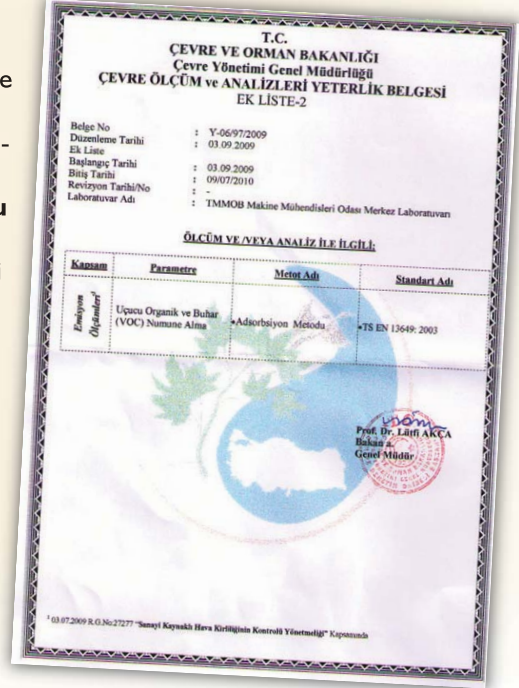 T.C.
ÇEVRE VE ORMAN BAKANLIĞI
Çevre Yönetimi Genel Müdürlüğü
ÇEVRE ÖLÇÜM ve ANALİZLERİ YETERLİK BELGESİ
EK LİSTE-2
Belge No : Y-06/97/2009
Düzenleme Tarihi : 03.09.2009
Ek Liste
Başlangıç Tarihi : 03.09.2009
Bitiş Tarihi : 09/07/2010
Revizyon Tarihi/No : -
Laboratuvar Adı : TMMOB Makine Mühendisleri Odası Merkez Laboratuvarı
ÖLÇÜM VE /VEYA ANALİZ İLE İLGİLİ:
Kapsam Parametre Metot Adı Standart Adı
Emisyon
Ölçümleri¹
Uçucu Organik ve Buhar
(VOC) Numune Alma
•Adsorbsiyon Metodu
•TS EN 13649: 2003
Prof. Dr. Lütfi AKÇA
Bakan a.
Genel Müdür
¹ 03.07.2009 R.G.No:27277 "Sanayi Kaynaklı Hava Kirliliğinin Kontrolü Yönetmeliği" Kapsamında